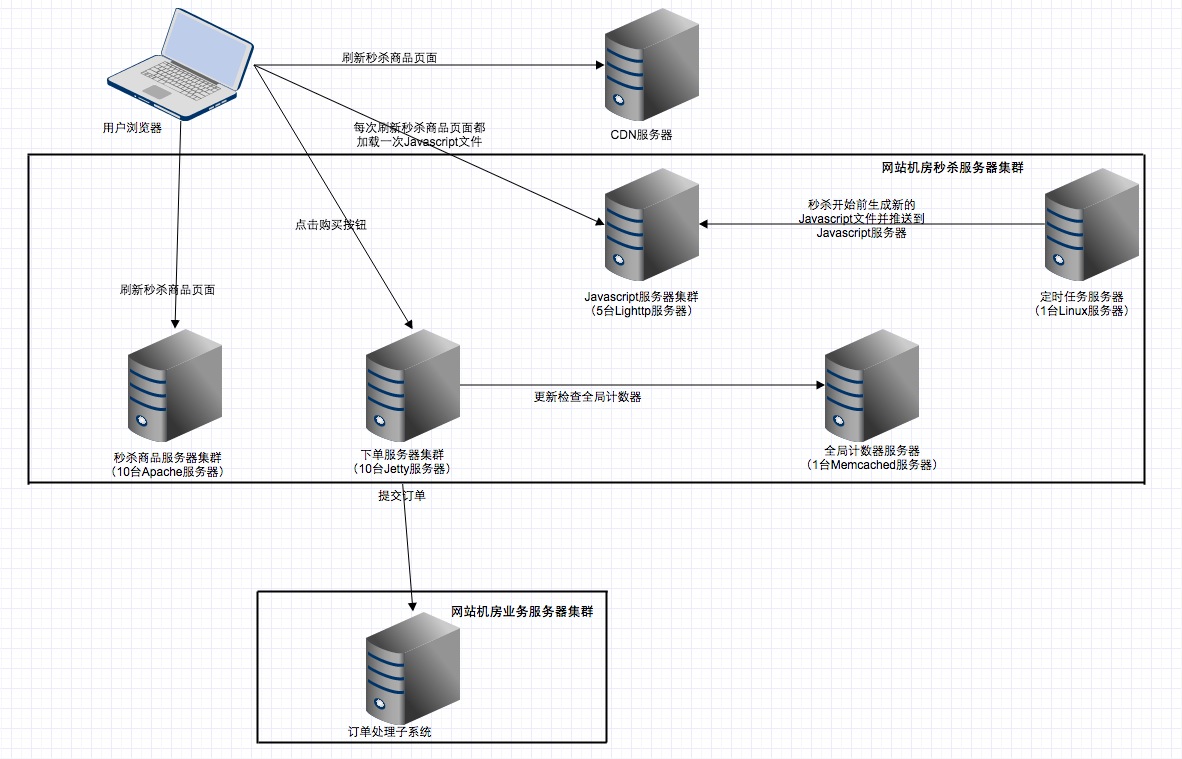 刷新秒杀商品页面
用户浏览器
每次刷新秒杀商品页面都
加载一次Javascript文件
CDN服务器
网站机房秒杀服务器集群
点击购买按钮
秒杀开始前生成新的
Javascript文件并推送到
Javascript服务器
刷新秒杀商品页面
Javascript服务器集群
（5台Lighttp服务器）
定时任务服务器
（1台Linux服务器）
更新检查全局计数器
秒杀商品服务器集群
（10台Apache服务器）
下单服务器集群
（10台Jetty服务器）
全局计数器服务器
（1台Memcached服务器）
提交订单
网站机房业务服务器集群
订单处理子系统